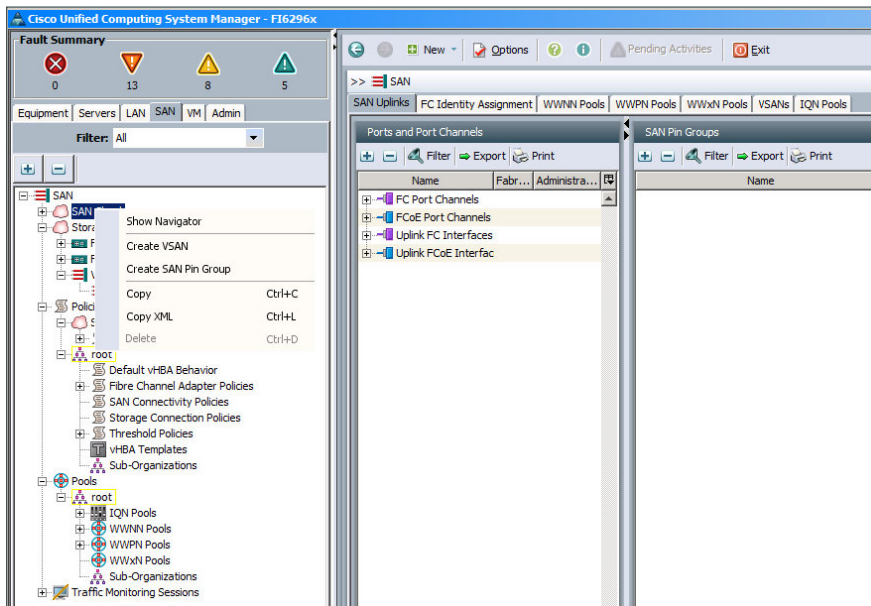 Cisco Unified Computing System Manager - FI6296x
Fault Summary
0 13 8 5
Equipment Servers LAN SAN VM Admin
Filter: All
SAN
SAN
Stora
F
F
V
Polici
S
root
Default vHBA Behavior
Fibre Channel Adapter Policies
SAN Connectivity Policies
Storage Connection Policies
Threshold Policies
vHBA Templates
Sub-Organizations
Pools
root
IQN Pools
WWNN Pools
WWPN Pools
WWxN Pools
Sub-Organizations
Traffic Monitoring Sessions
Show Navigator
Create VSAN
Create SAN Pin Group
Copy Ctrl+C
Copy XML Ctrl+L
Delete Ctrl+D
New Options Pending Activities Exit
>> SAN
SAN Uplinks FC Identity Assignment WWNN Pools WWPN Pools WWxN Pools VSANs IQN Pools
Ports and Port Channels
Filter Export Print
Name Fabr... Administra...
FC Port Channels
FCoE Port Channels
Uplink FC Interfaces
Uplink FCoE Interfac
SAN Pin Groups
Filter Export Print
Name